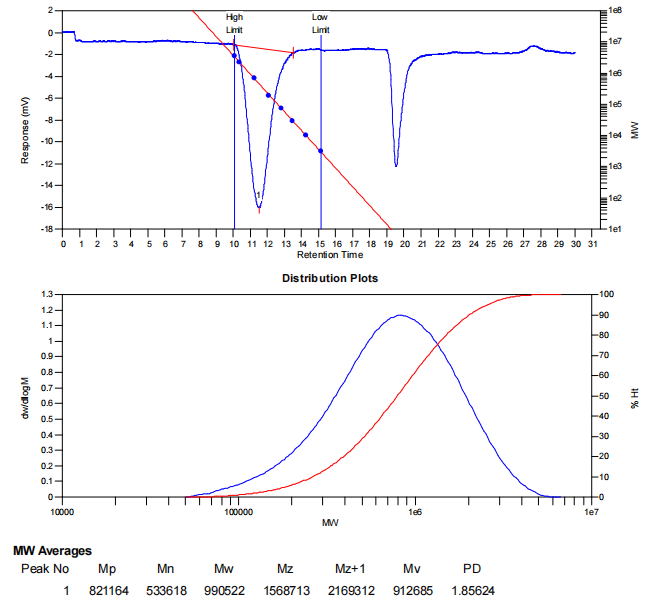 High Limit
Low Limit
2
0
-2
-4
-6
-8
-10
-12
-14
-16
-18
Response (mV)
1e8
1e7
1e6
1e5
1e4
1e3
1e2
1e1
MW
1
0 1 2 3 4 5 6 7 8 9 10 11 12 13 14 15 16 17 18 19 20 21 22 23 24 25 26 27 28 29 30 31
Retention Time
Distribution Plots
1.3
1.2
1.1
1
0.9
0.8
0.7
0.6
0.5
0.4
0.3
0.2
0.1
0
dw/dlogM
100
90
80
70
60
50
40
30
20
10
0
% Ht
10000 100000 1e6 1e7
MW
MW Averages
Peak No Mp Mn Mw Mz Mz+1 Mv PD
1 821164 533618 990522 1568713 2169312 912685 1.85624